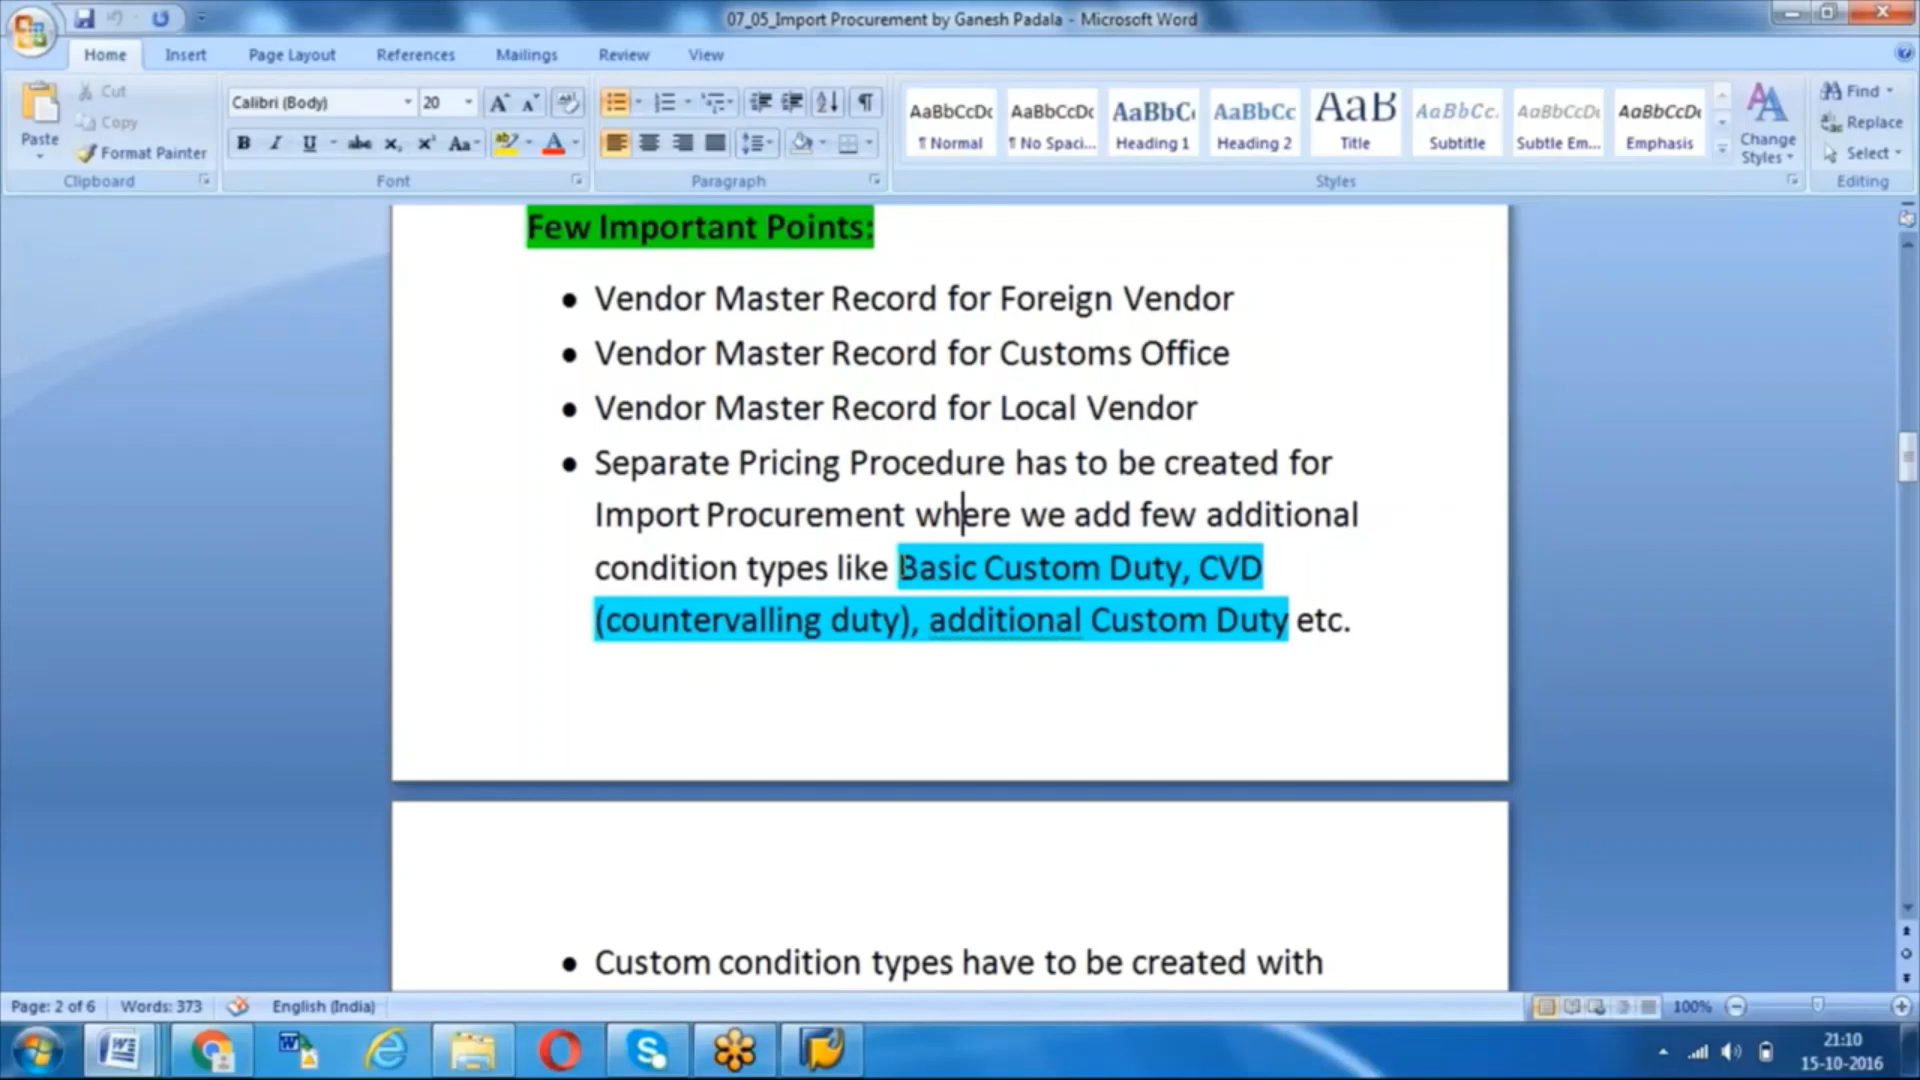 07_05_Import Procurement by Ganesh Padala - Microsoft Word
Home Insert Page Layout References Mailings Review View
Paste
Cut
Copy
Format Painter
Clipboard
Calibri (Body) 20
B I U abe x₂ x² Aa
Font
Paragraph
AaBbCcDc AaBbCcDc AaBbC AaBbCc AaB AaBbCc. AaBbCcDc AaBbCcDc
¶ Normal ¶ No Spaci... Heading 1 Heading 2 Title Subtitle Subtle Em... Emphasis
Change
Styles
Styles
Find
Replace
Select
Editing
Few Important Points:
• Vendor Master Record for Foreign Vendor
• Vendor Master Record for Customs Office
• Vendor Master Record for Local Vendor
• Separate Pricing Procedure has to be created for
Import Procurement where we add few additional
condition types like Basic Custom Duty, CVD
(countervalling duty), additional Custom Duty etc.
• Custom condition types have to be created with
Page: 2 of 6 Words: 373 English (India) 100%
21:10
15-10-2016